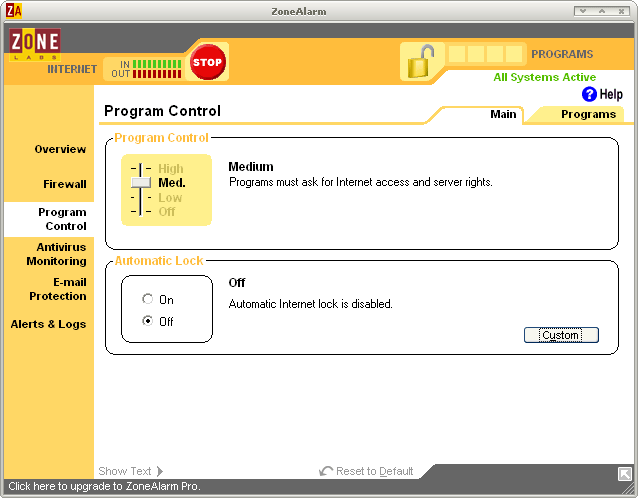 ZA ZoneAlarm
ZONE
LABS
INTERNET
IN
OUT
STOP
PROGRAMS
All Systems Active
? Help
Program Control
Main
Programs
Overview
Firewall
Program
Control
Antivirus
Monitoring
E-mail
Protection
Alerts & Logs
Program Control
High
Med.
Low
Off
Medium
Programs must ask for Internet access and server rights.
Automatic Lock
On
Off
Off
Automatic Internet lock is disabled.
Custom
Show Text
Reset to Default
Click here to upgrade to ZoneAlarm Pro.